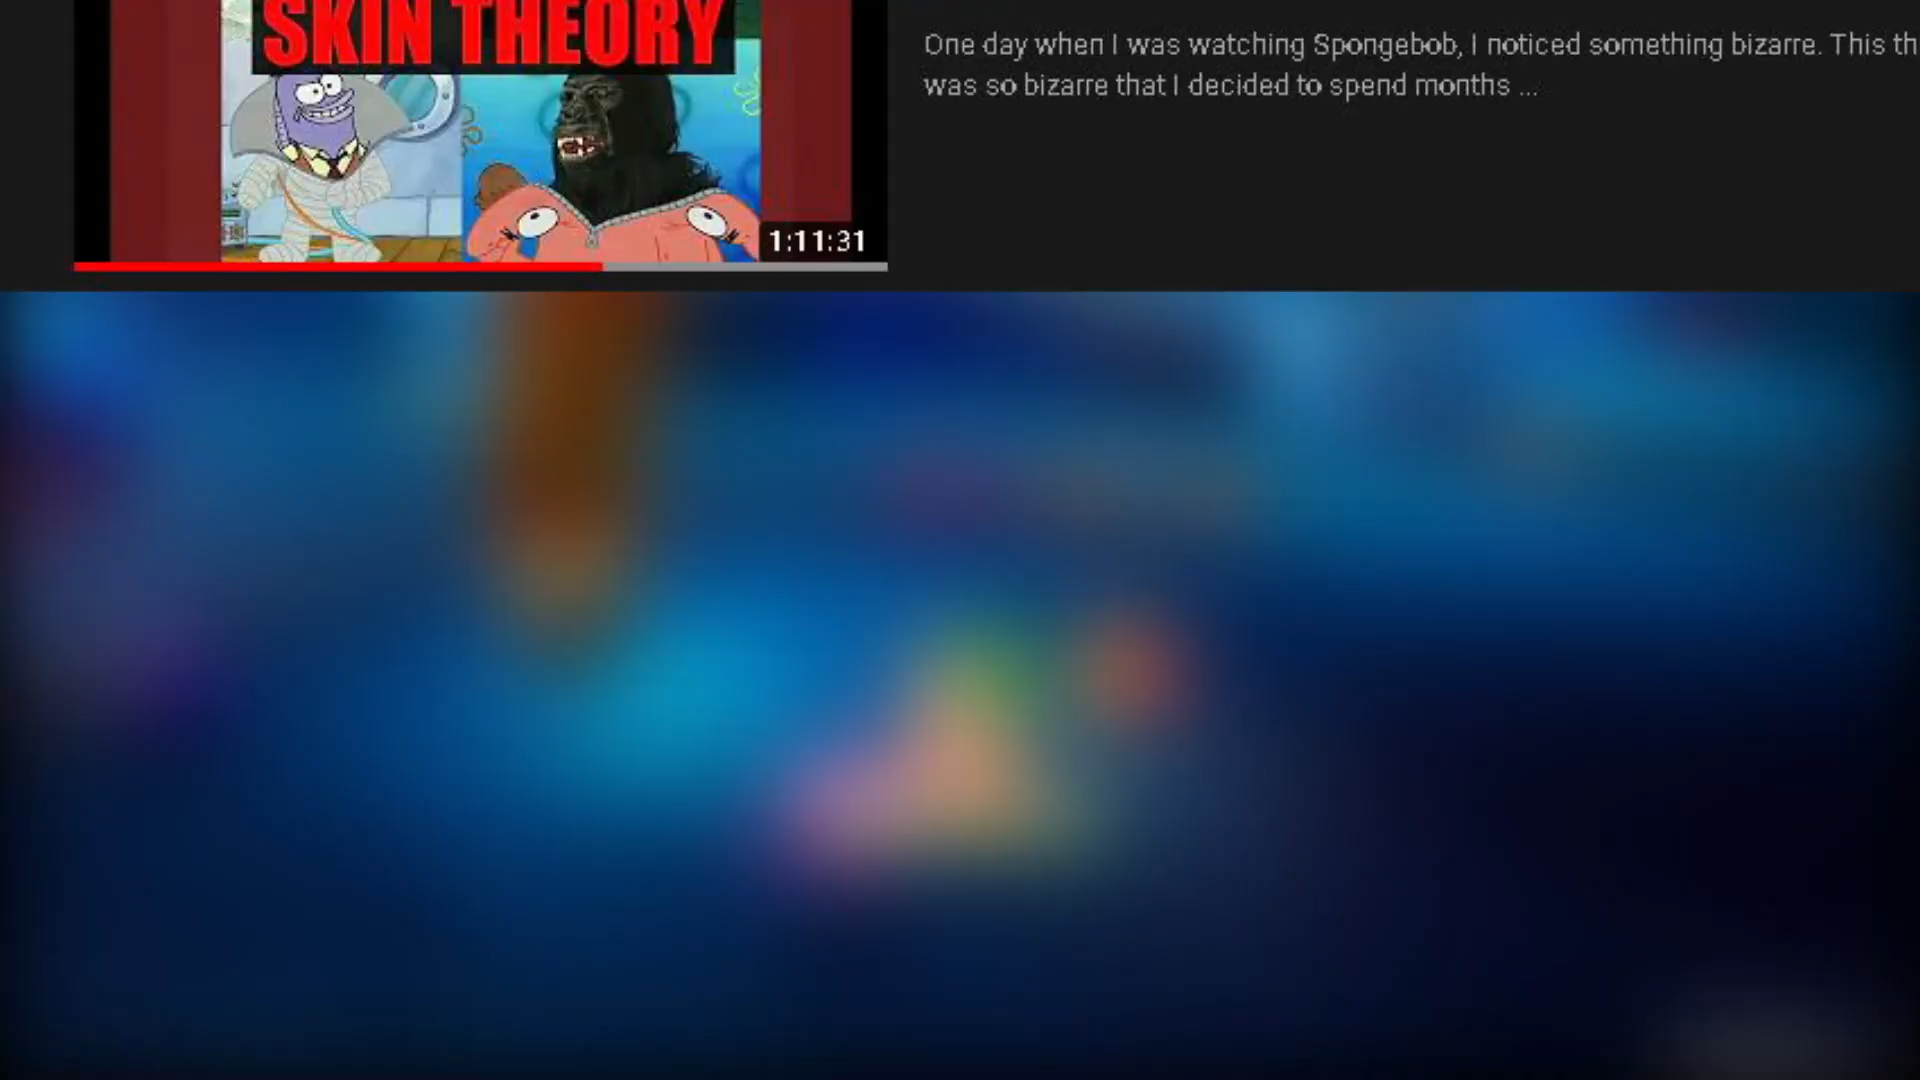 SKIN THEORY
One day when I was watching Spongebob, I noticed something bizarre. This th
was so bizarre that I decided to spend months ...
1:11:31